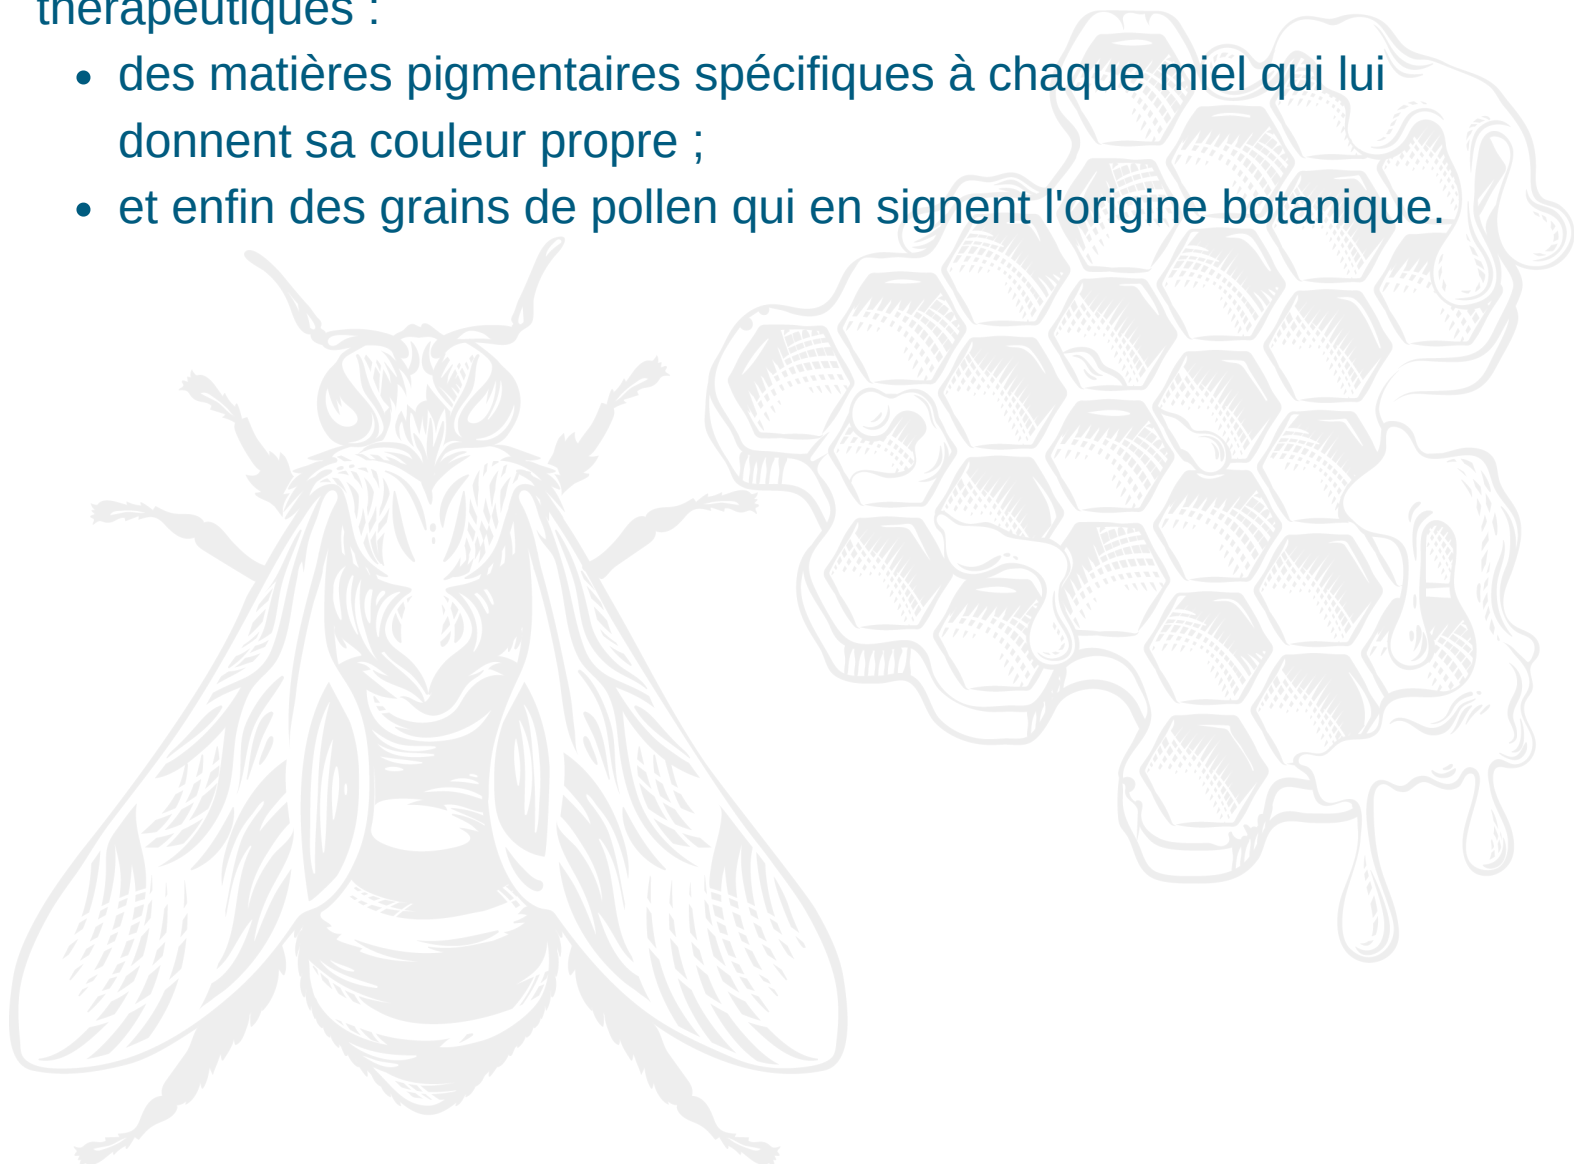 thérapeutiques :
• des matières pigmentaires spécifiques à chaque miel qui lui
donnent sa couleur propre ;
• et enfin des grains de pollen qui en signent l'origine botanique.